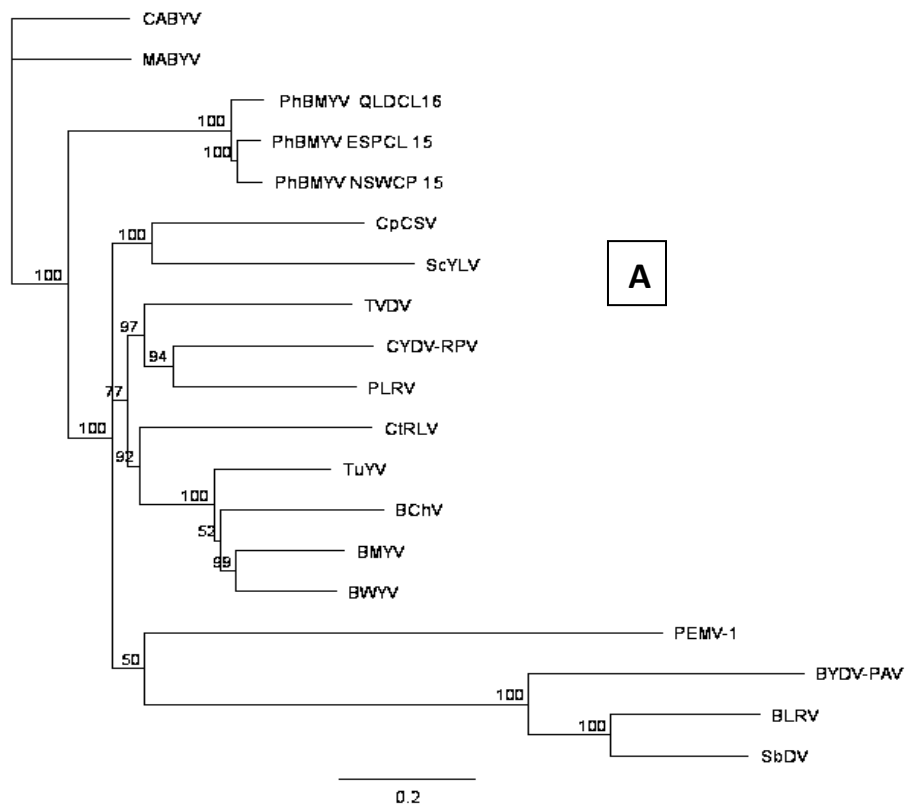 CABYV
MABYV
PhBMYV QLDCL16
100
PhBMYV ESPCL 15
100
PhBMYV NSWCP 15
CpCSV
100
ScYLV
A
100
TVDV
97
CYDV-RPV
94
PLRV
77
CtRLV
100
92
TuYV
100
BChV
52
BMYV
99
BWYV
PEMV-1
50
BYDV-PAV
100
BLRV
100
SbDV
0.2